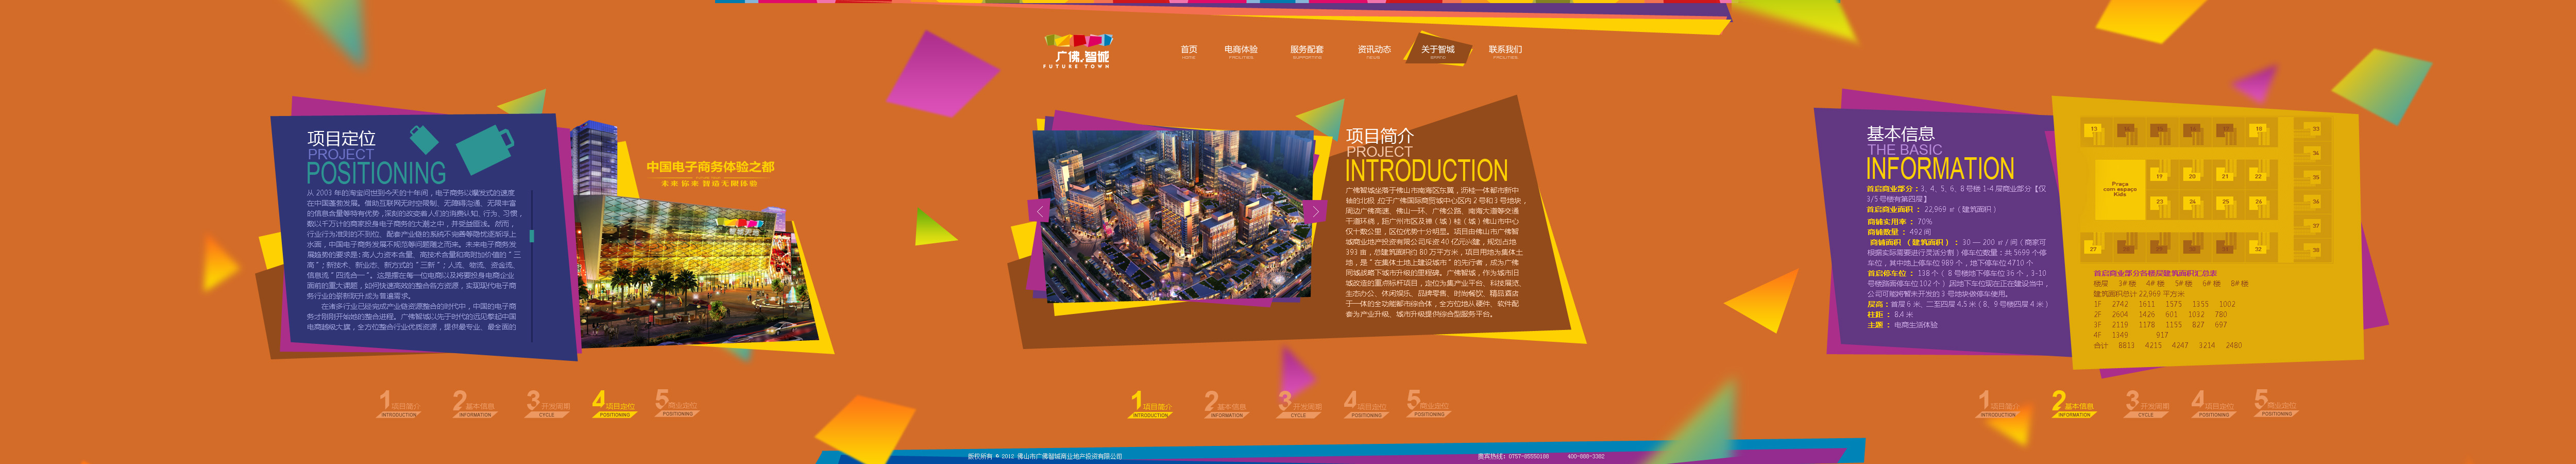 广佛智城
FUTURE TOWN
首页
HOME
电商体验
FACILITIES
服务配套
SUPPORTING
资讯动态
NEWS
关于智城
联系我们
FACILITIES
项目定位
PROJECT
POSITIONING
从 2003 年的淘宝问世到今天的十年间，电子商务以爆发式的速度
在中国蓬勃发展。借助互联网无时空限制、无障碍沟通、无限丰富
的信息含量等特有优势，深刻的改变着人们的消费认知、行为、习惯，
数以千万计的商家投身电子商务的大潮之中，并受益匪浅。然而，
行业行为准则的不到位、配套产业链的系统不完善等隐忧逐渐浮上
水面，中国电子商务发展不规范等问题随之而来。未来电子商务发
展趋势的要求是：高人力资本含量、高技术含量和高附加价值的“三
高”；新技术、新业态、新方式的“三新”；人流、物流、资金流、
信息流“四流合一”。这是摆在每一位电商以及将要投身电商企业
面前的重大课题，如何快速高效的整合各方资源，实现现代电子商
务行业的崭新跃升成为普遍需求。
在诸多行业已经完成产业链资源整合的时代中，中国的电子商
务才刚刚开始她的整合进程。广佛智城以先于时代的远见擎起中国
电商越级大旗，全方位整合行业优质资源，提供最专业、最全面的
中国电子商务体验之都
未来 你来 智造无限体验
项目简介
PROJECT
INTRODUCTION
广佛智城坐落于佛山市南海区东翼，历桂一体都市新中
轴的北极，位于广佛国际商贸城中心区内 2 号和 3 号地块，
周边广佛高速、佛山一环、广佛公路、南海大道等交通
干道环绕，距广州市区及禅（城）桂（城）佛山市中心
仅十数公里，区位优势十分明显。项目由佛山市广佛智
城商业地产投资有限公司斥资 40 亿元兴建，规划占地
393 亩，总建筑面积约 80 万平方米，项目用地为集体土
地，是“在集体土地上建设城市”的先行者，成为广佛
同城战略下城市升级的里程碑。广佛智城，作为城市旧
城改造的重点标杆项目，定位为集产业平台、科技展览、
生态办公、休闲娱乐、品牌零售、时尚餐饮、精品酒店
于一体的全功能都市综合体，全方位地从硬件、软件配
套为产业升级、城市升级提供综合型服务平台。
基本信息
THE BASIC
INFORMATION
首启商业部分：3、4、5、6、8 号楼 1-4 层商业部分【仅
3/5 号楼有第四层】
首启商业面积 ： 22,969 ㎡（建筑面积）
商铺实用率 ： 70%
商铺数量 ： 492 间
商铺面积 （建筑面积） ： 30 — 200 ㎡ / 间（商家可
根据实际需要进行灵活分割）停车位数量：共 5699 个停
车位，其中地上停车位 989 个，地下停车位 4710 个
首启停车位 ： 138 个（ 8 号楼地下停车位 36 个，3-10
号楼路面停车位 102 个）,因地下车位现在正在建设当中，
公司可能将暂未开发的 3 号地块做停车使用。
层高：首层 6 米、二至四层 4.5 米（8、9 号楼四层 4 米）
柱距 ： 8.4 米
主题 ： 电商生活体验
13
18
33
Praça
com espaço
Kids
19
20
21
22
23
24
25
26
27
32
34
35
36
37
38
首启商业部分各楼层建筑面积汇总表
楼层 3#楼 4#楼 5#楼 6#楼 8#楼
建筑面积总计 22,969 平方米
1F 2742 1611 1575 1355 1002
2F 2604 1426 601 1032 780
3F 2119 1178 1155 827 697
4F 1349 917
合计 8813 4215 4247 3214 2480
1 项目简介 INTRODUCTION
2 基本信息 INFORMATION
3 开发周期 CYCLE
4 项目定位 POSITIONING
5 商业定位 POSITIONING
1 项目简介 INTRODUCTION
2 基本信息 INFORMATION
3 开发周期 CYCLE
4 项目定位 POSITIONING
5 商业定位 POSITIONING
1 项目简介 INTRODUCTION
2 基本信息 INFORMATION
3 开发周期 CYCLE
4 项目定位 POSITIONING
5 商业定位 POSITIONING
版权所有 © 2012 佛山市广佛智城商业地产投资有限公司
贵宾热线：0757-85550188 400-888-3382